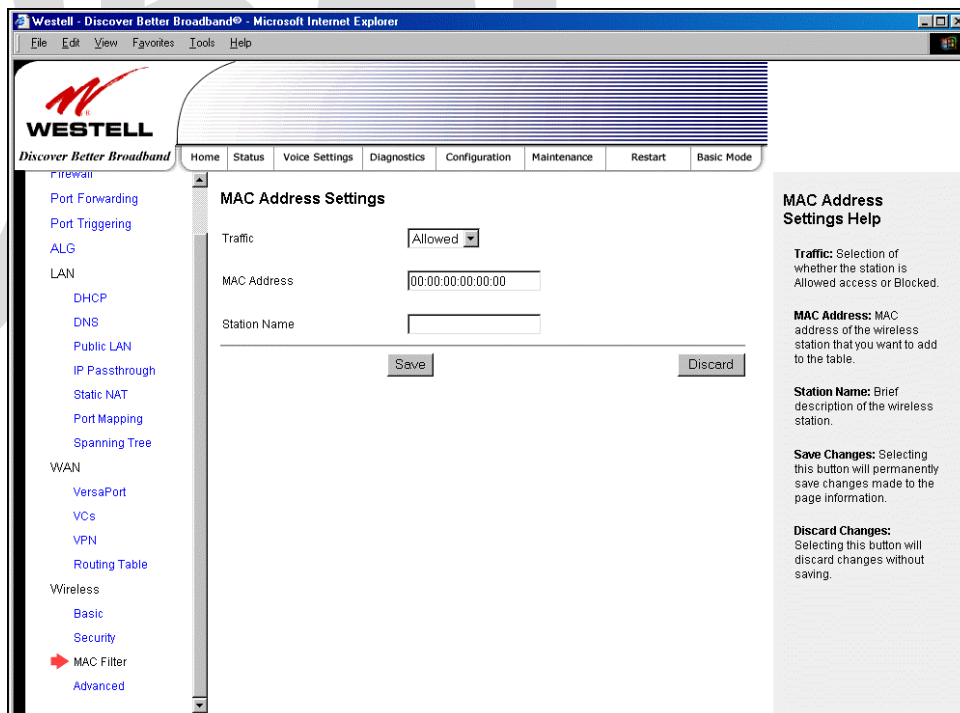 Westell - Discover Better Broadband® - Microsoft Internet Explorer
File Edit View Favorites Tools Help
WESTELL®
Discover Better Broadband
Home Status Voice Settings Diagnostics Configuration Maintenance Restart Basic Mode
Firewall
Port Forwarding
Port Triggering
ALG
LAN
DHCP
DNS
Public LAN
IP Passthrough
Static NAT
Port Mapping
Spanning Tree
WAN
VersaPort
VCs
VPN
Routing Table
Wireless
Basic
Security
MAC Filter
Advanced
MAC Address Settings
Traffic Allowed
MAC Address 00:00:00:00:00:00
Station Name
Save Discard
MAC Address
Settings Help
Traffic: Selection of
whether the station is
Allowed access or Blocked.
MAC Address: MAC
address of the wireless
station that you want to add
to the table.
Station Name: Brief
description of the wireless
station.
Save Changes: Selecting
this button will permanently
save changes made to the
page information.
Discard Changes:
Selecting this button will
discard changes without
saving.